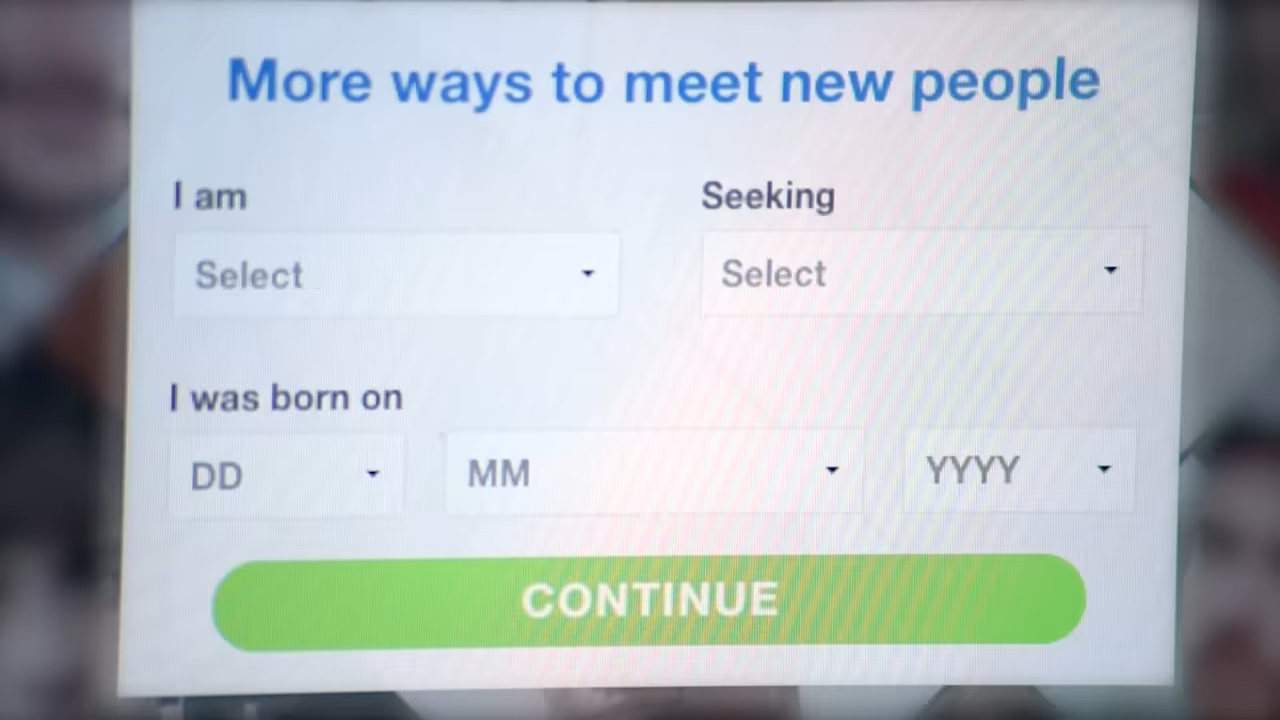 More ways to meet new people
I am
Seeking
Select
Select
I was born on
DD
MM
YYYY
CONTINUE